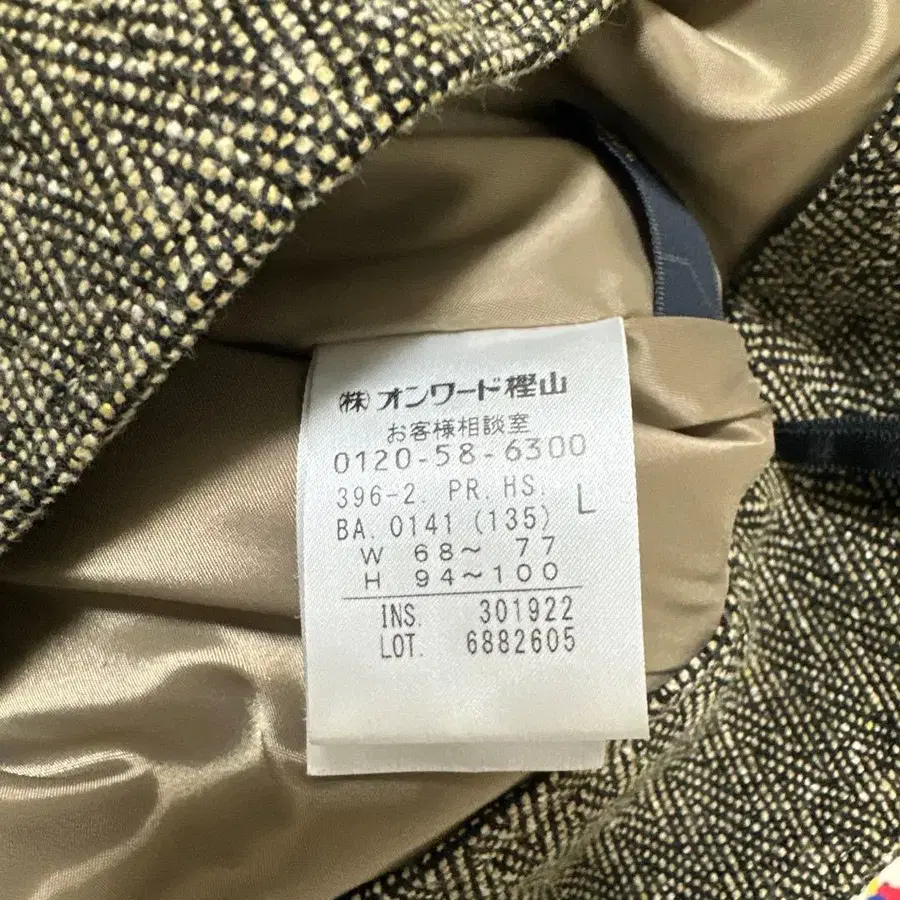 ㈱オンワード樫山
お客様相談室
0120-58-6300
396-2. PR. HS. L
BA. 0141 (135)
W 68～ 77
H 94～100
INS. 301922
LOT. 6882605